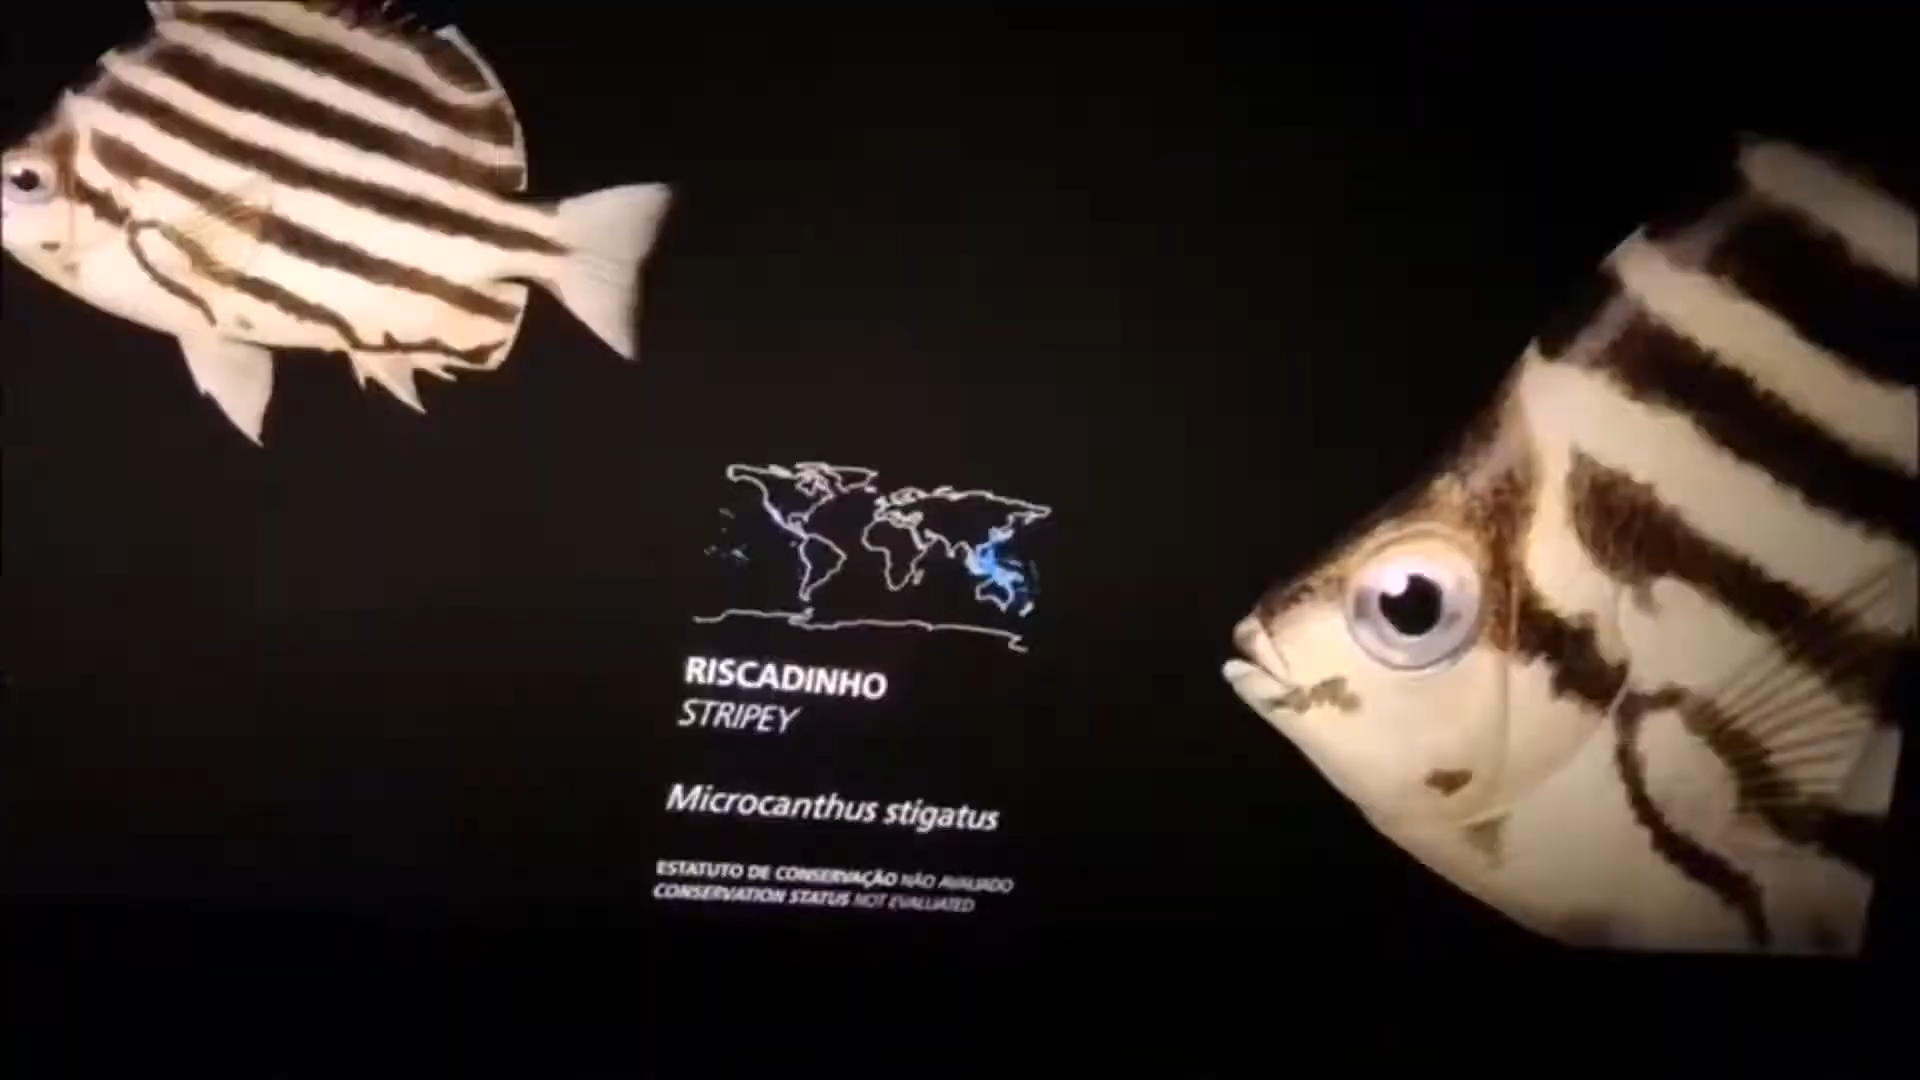 RISCADINHO
STRIPEY
Microcanthus stigatus
ESTATUTO DE CONSERVAÇÃO NÃO AVALIADO
CONSERVATION STATUS NOT EVALUATED